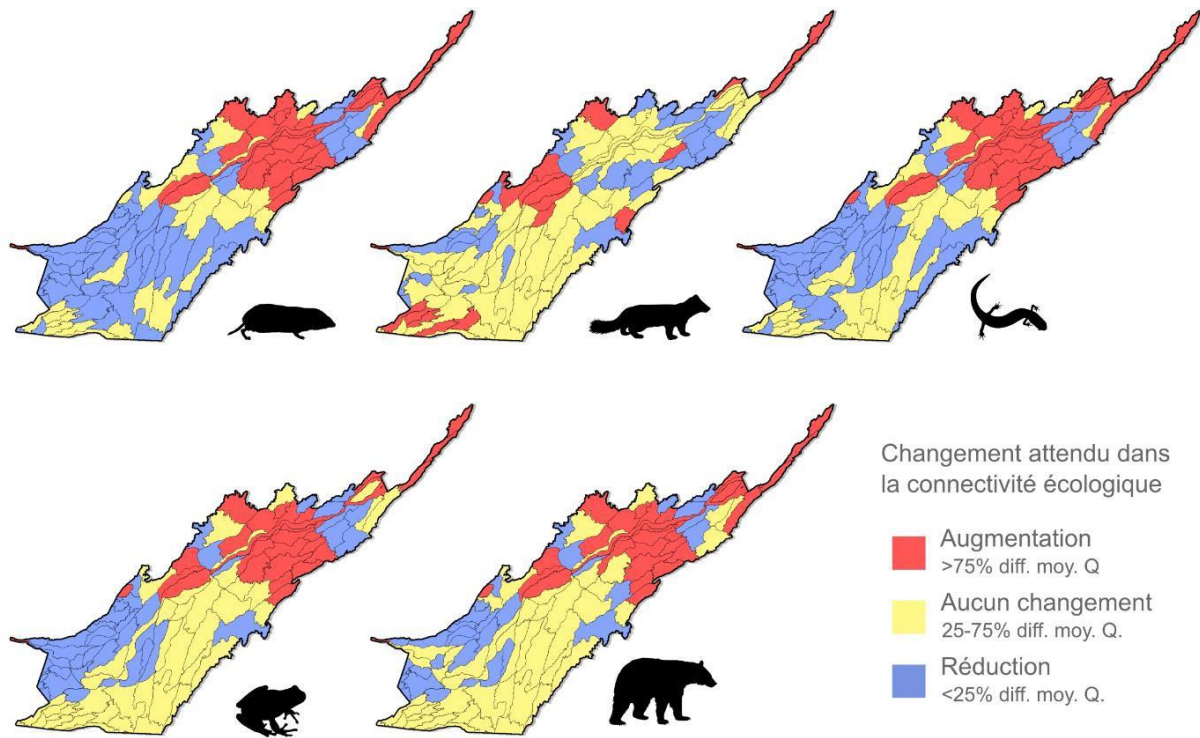 Changement attendu dans
la connectivité écologique
Augmentation
>75% diff. moy. Q
Aucun changement
25-75% diff. moy. Q.
Réduction
<25% diff. moy. Q.